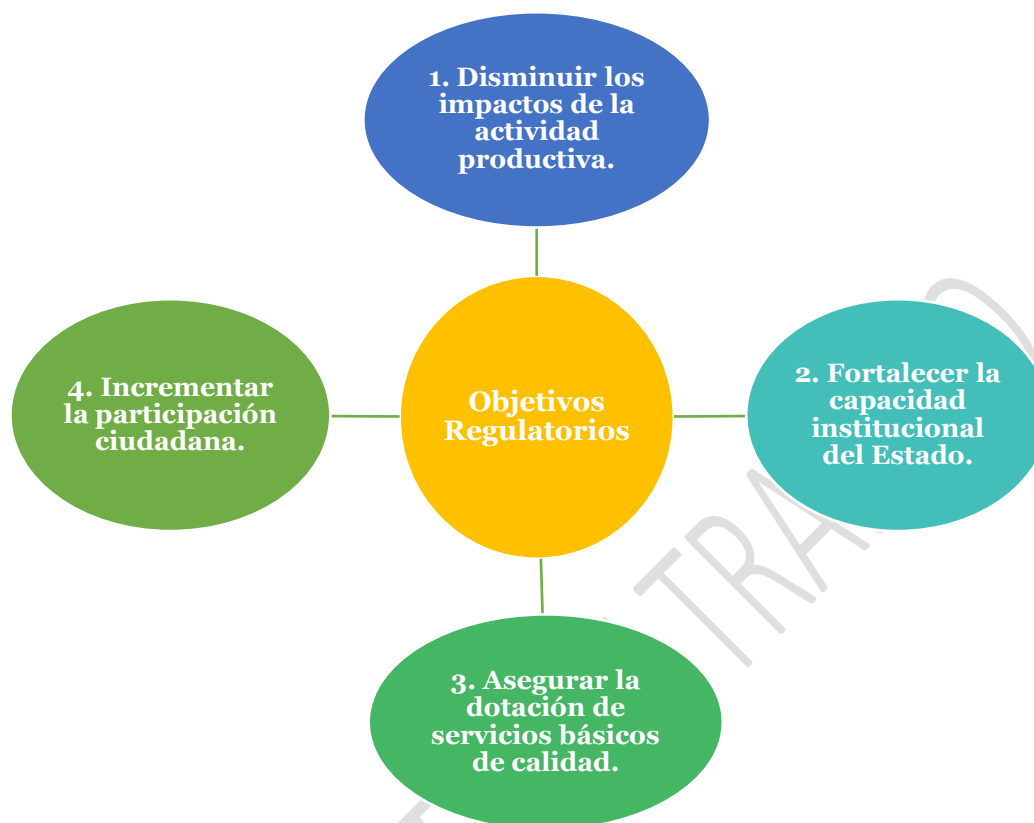 1. Disminuir los
impactos de la
actividad
productiva.
4. Incrementar
la participación
ciudadana.
Objetivos
Regulatorios
2. Fortalecer la
capacidad
institucional
del Estado.
3. Asegurar la
dotación de
servicios básicos
de calidad.